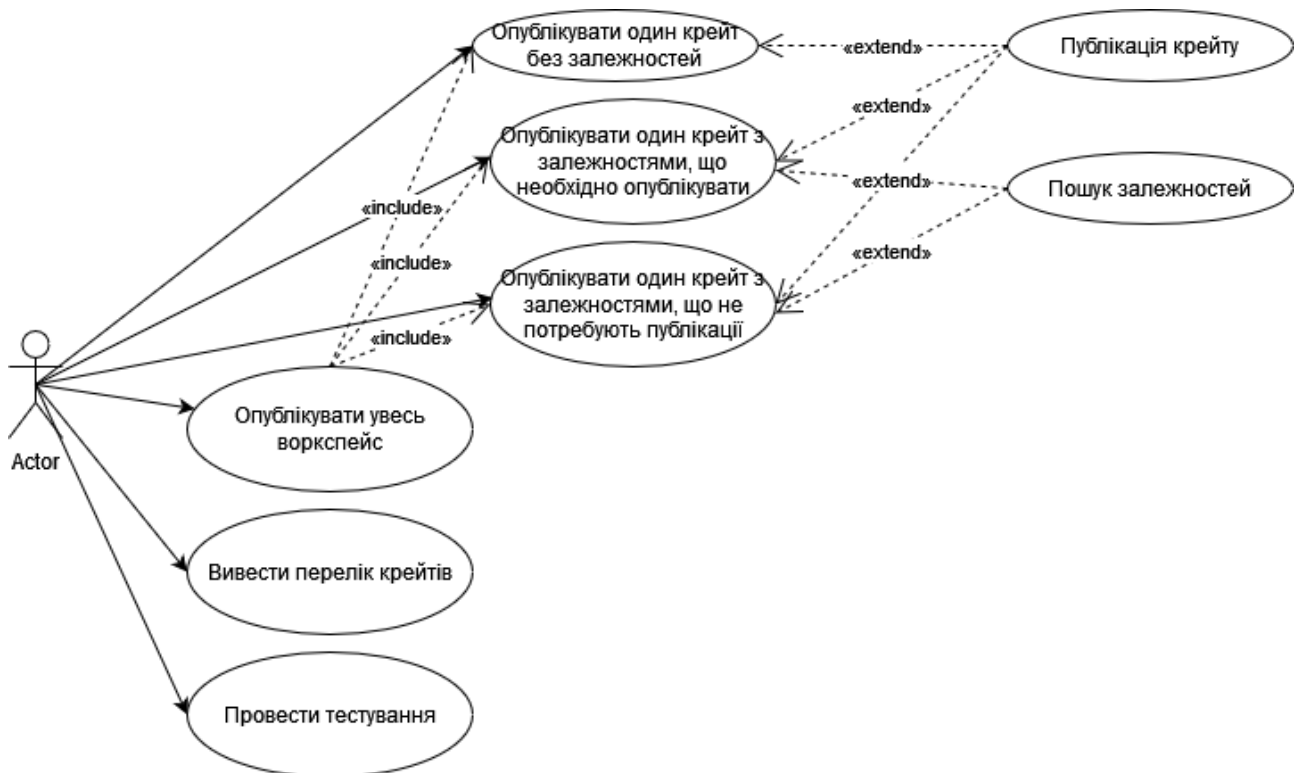 Опублікувати один крейт
без залежностей
«extend»
Публікація крейту
«extend»
Опублікувати один крейт з
залежностями, що
необхідно опублікувати
«extend»
Пошук залежностей
«include»
«extend»
«include»
Опублікувати один крейт з
залежностями, що не
потребують публікації
«include»
Actor
Опублікувати увесь
воркспейс
Вивести перелік крейтів
Провести тестування